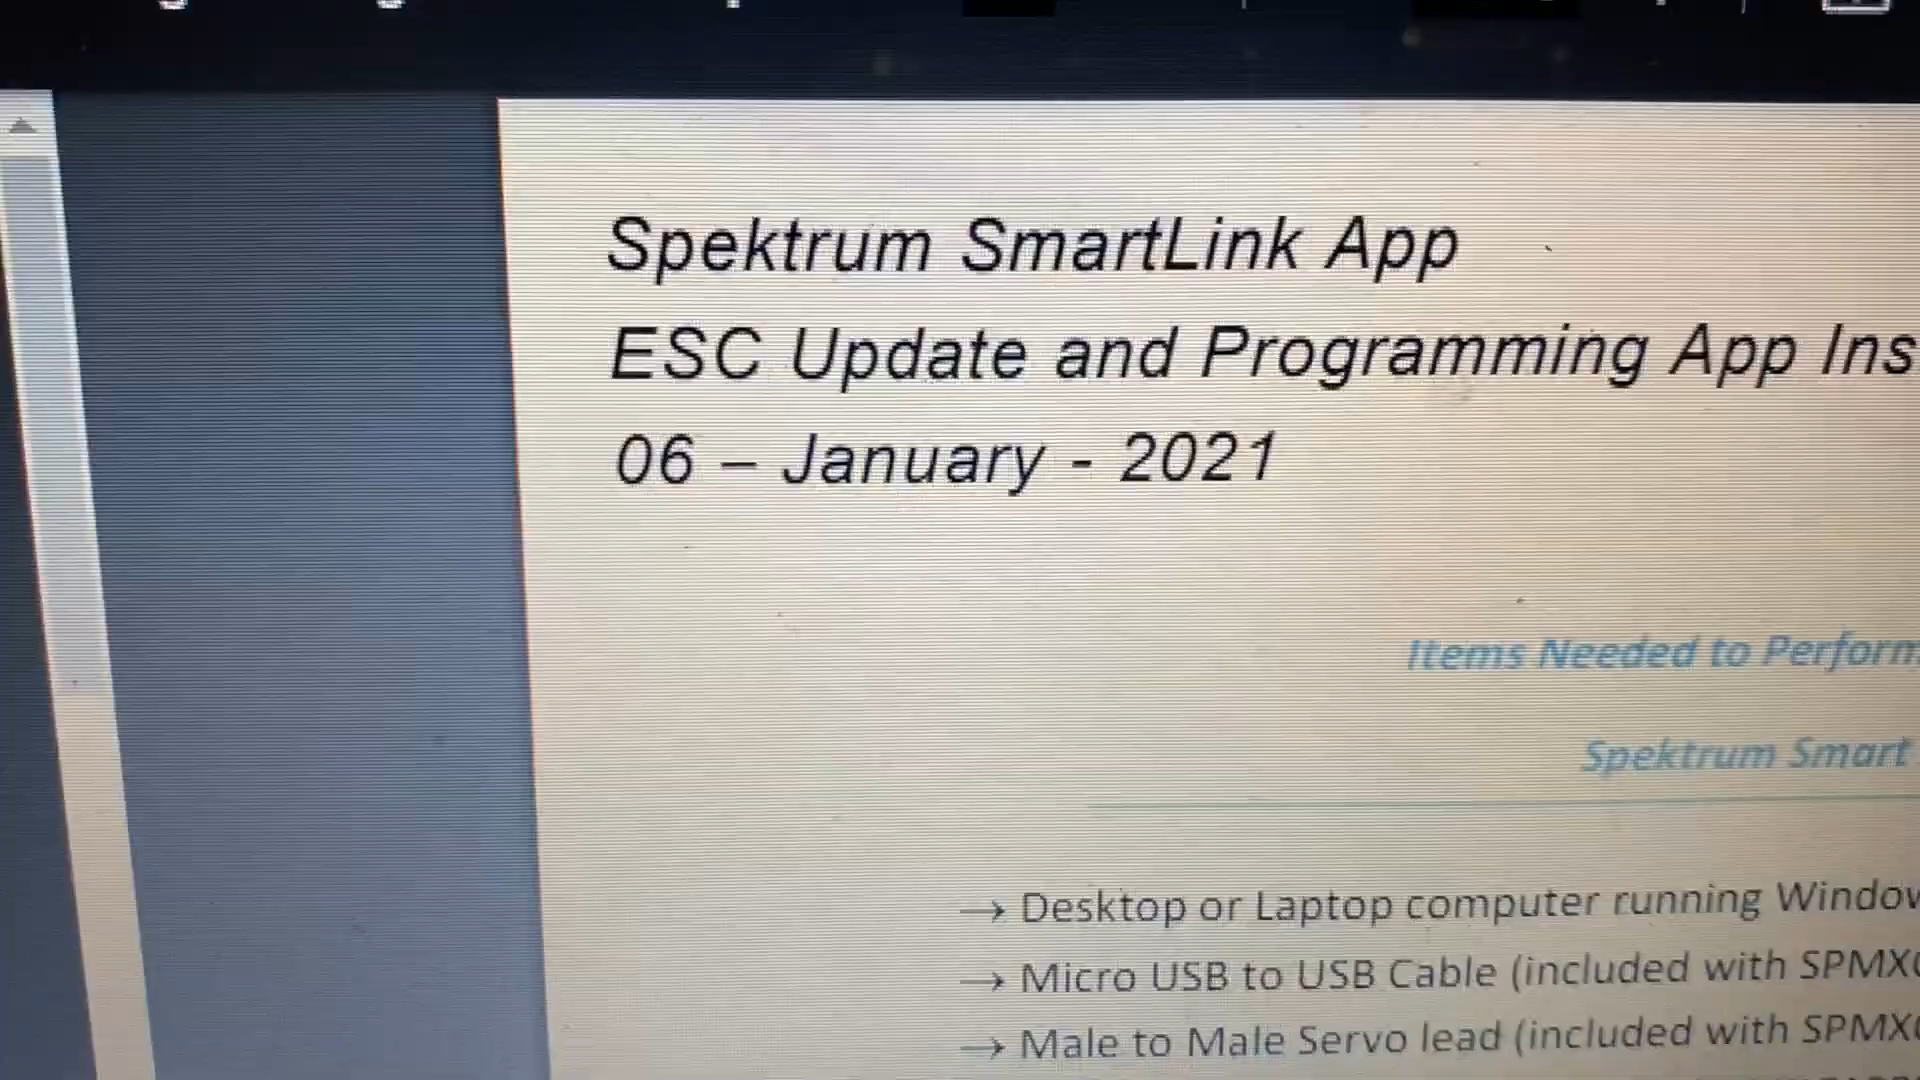 Spektrum SmartLink App
ESC Update and Programming App Ins
06 – January - 2021
Items Needed to Perform
Spektrum Smart
→ Desktop or Laptop computer running Window
→ Micro USB to USB Cable (included with SPMX
→ Male to Male Servo lead (included with SPMX